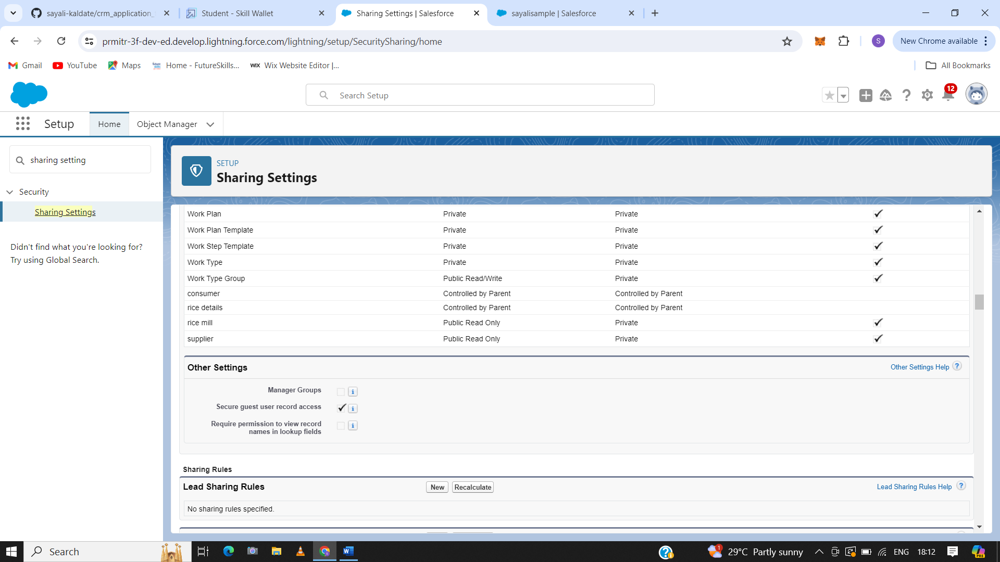 sayali-kaldate/crm_application_
Student - Skill Wallet
Sharing Settings | Salesforce
sayalisample | Salesforce
prmitr-3f-dev-ed.develop.lightning.force.com/lightning/setup/SecuritySharing/home
S
New Chrome available
Gmail
YouTube
Maps
Home - FutureSkills...
WIX Wix Website Editor |...
All Bookmarks
Search Setup
12
Setup
Home
Object Manager
sharing setting
Security
Sharing Settings
Didn't find what you're looking for?
Try using Global Search.
SETUP
Sharing Settings
Work Plan Private Private
Work Plan Template Private Private
Work Step Template Private Private
Work Type Private Private
Work Type Group Public Read/Write Private
consumer Controlled by Parent Controlled by Parent
rice details Controlled by Parent Controlled by Parent
rice mill Public Read Only Private
supplier Public Read Only Private
Other Settings
Other Settings Help ?
Manager Groups i
Secure guest user record access i
Require permission to view record
names in lookup fields i
Sharing Rules
Lead Sharing Rules
New
Recalculate
Lead Sharing Rules Help ?
No sharing rules specified.
Search
1
29°C Partly sunny
ENG
18:12
PRE